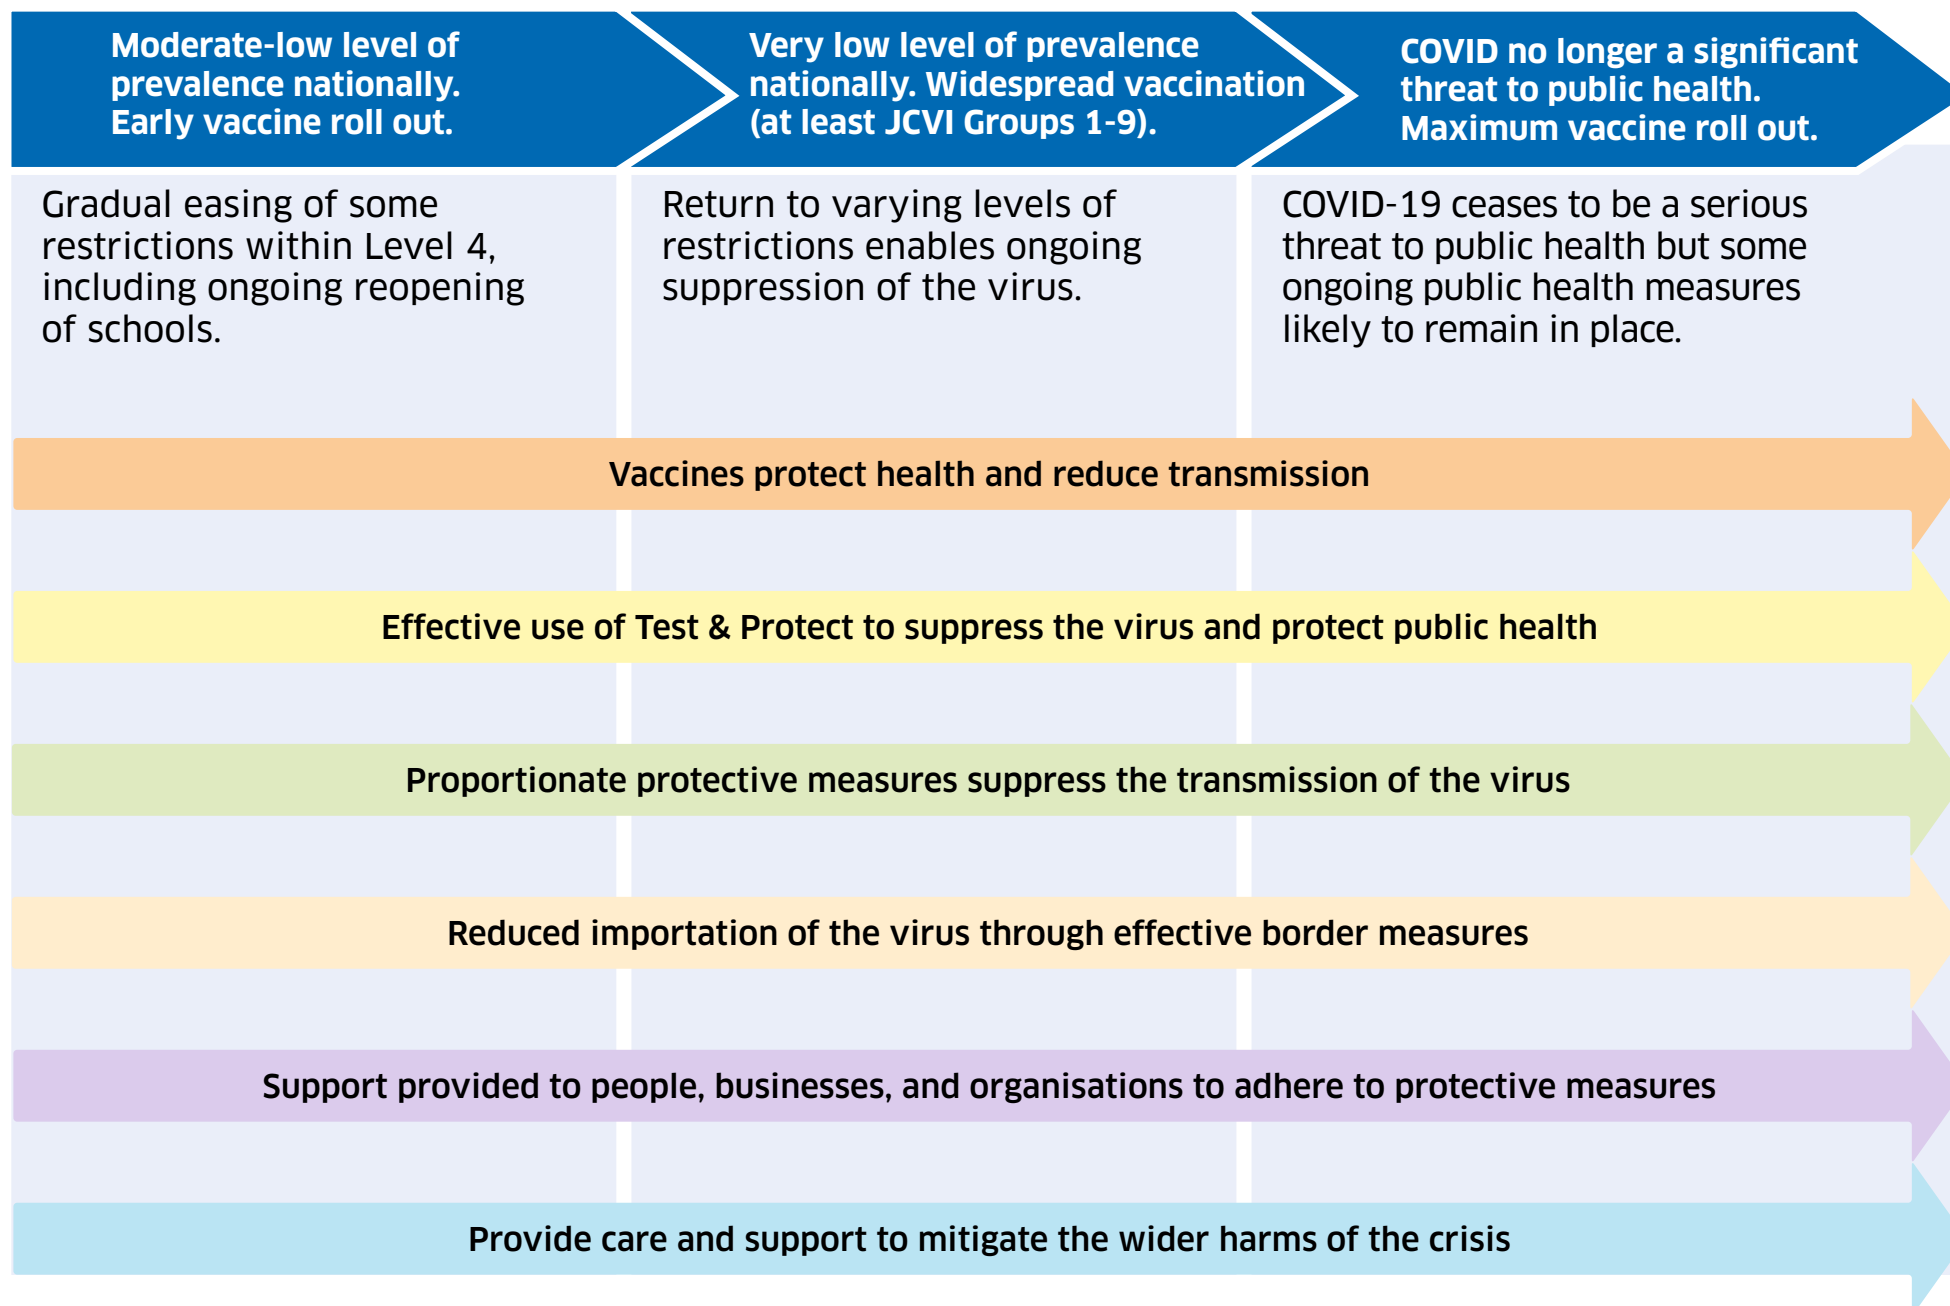 Moderate-low level of
prevalence nationally.
Early vaccine roll out.
Very low level of prevalence
nationally. Widespread vaccination
(at least JCVI Groups 1-9).
COVID no longer a significant
threat to public health.
Maximum vaccine roll out.
Gradual easing of some
restrictions within Level 4,
including ongoing reopening
of schools.
Return to varying levels of
restrictions enables ongoing
suppression of the virus.
COVID-19 ceases to be a serious
threat to public health but some
ongoing public health measures
likely to remain in place.
Vaccines protect health and reduce transmission
Effective use of Test & Protect to suppress the virus and protect public health
Proportionate protective measures suppress the transmission of the virus
Reduced importation of the virus through effective border measures
Support provided to people, businesses, and organisations to adhere to protective measures
Provide care and support to mitigate the wider harms of the crisis